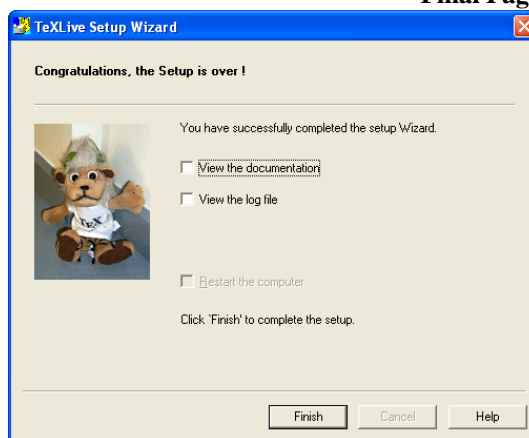 Final Pag
TeXLive Setup Wizard
Congratulations, the Setup is over !
You have successfully completed the setup Wizard.
View the documentation
View the log file
TEX
Restart the computer
Click `Finish' to complete the setup.
Finish Cancel Help